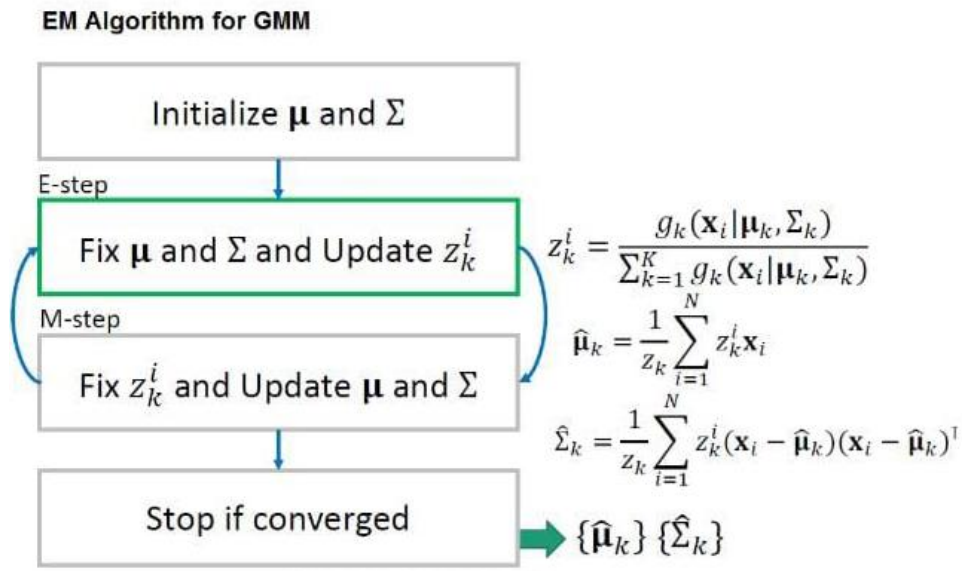 EM Algorithm for GMM
Initialize μ and Σ
E-step
Fix μ and Σ and Update z_k^i
z_k^i = g_k(x_i|μ_k, Σ_k) / Σ_{k=1}^K g_k(x_i|μ_k, Σ_k)
M-step
Fix z_k^i and Update μ and Σ
μ̂_k = 1/z_k Σ_{i=1}^N z_k^i x_i
Σ̂_k = 1/z_k Σ_{i=1}^N z_k^i (x_i − μ̂_k)(x_i − μ̂_k)^⊤
Stop if converged
{μ̂_k} {Σ̂_k}